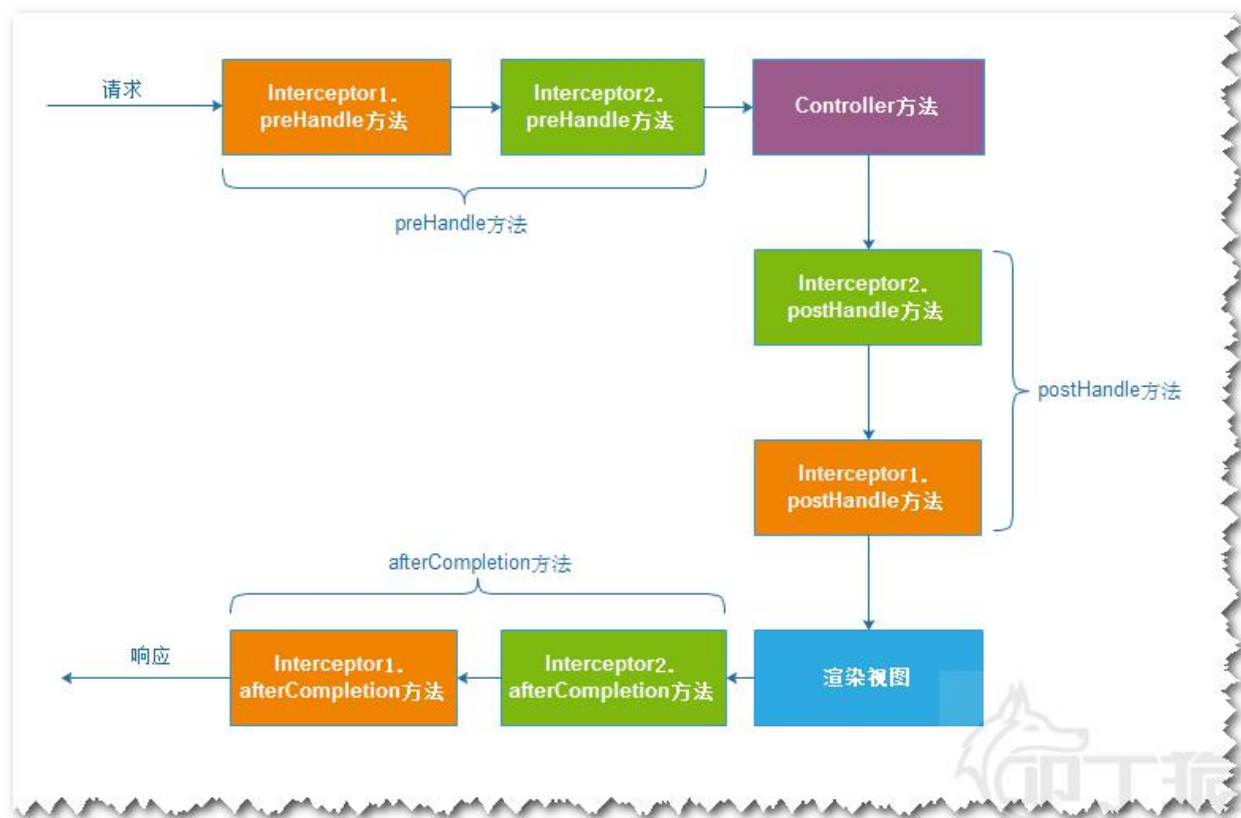 请求
Interceptor1.
preHandle方法
Interceptor2.
preHandle方法
Controller方法
preHandle方法
Interceptor2.
postHandle方法
postHandle方法
Interceptor1.
postHandle方法
afterCompletion方法
响应
Interceptor1.
afterCompletion方法
Interceptor2.
afterCompletion方法
渲染视图